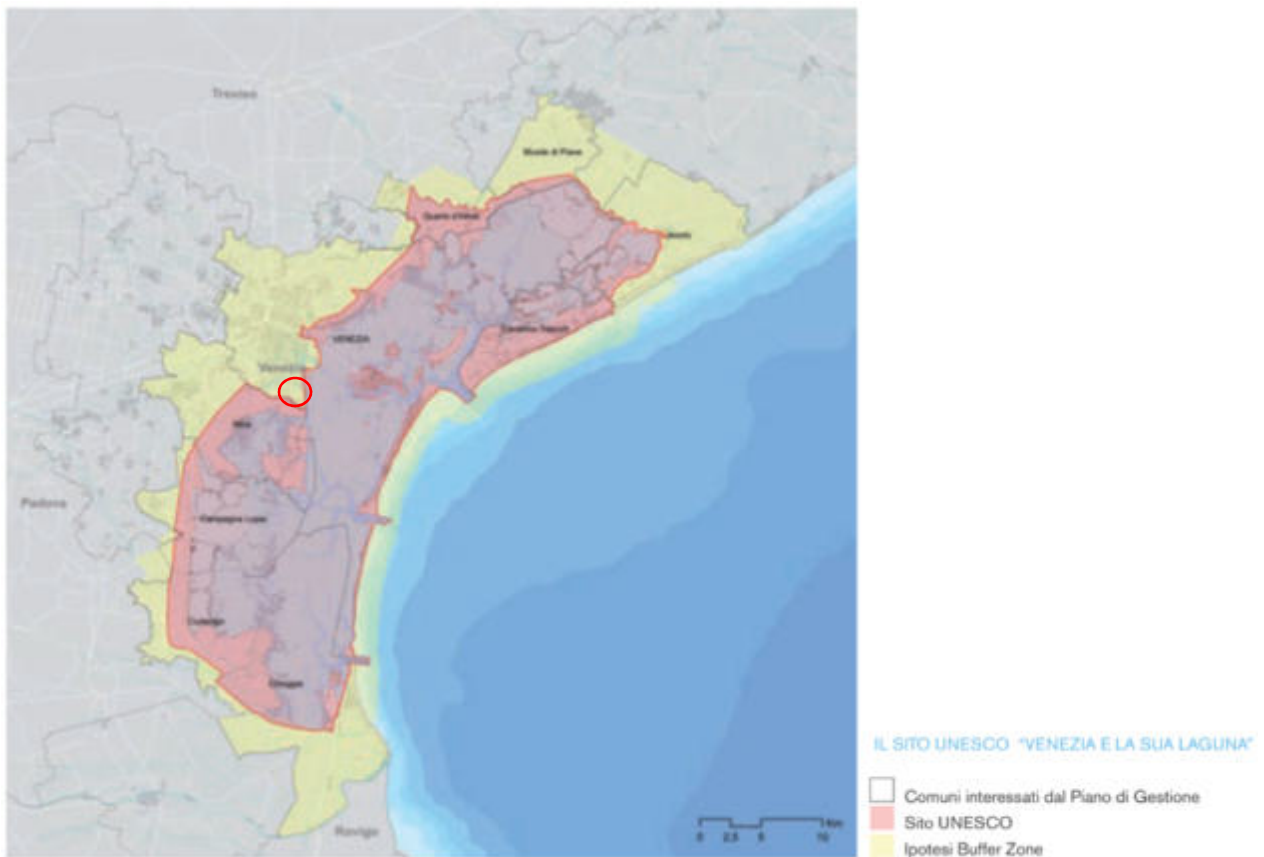 Treviso
Musile di Piave
Quarto d'Altino
Jesolo
Cavallino Treporti
VENEZIA
Venezia
Mira
Padova
Campagna Lupia
Codevigo
Chioggia
Rovigo
IL SITO UNESCO "VENEZIA E LA SUA LAGUNA"
Comuni interessati dal Piano di Gestione
Sito UNESCO
Ipotesi Buffer Zone
Km
0 2,5 5 10